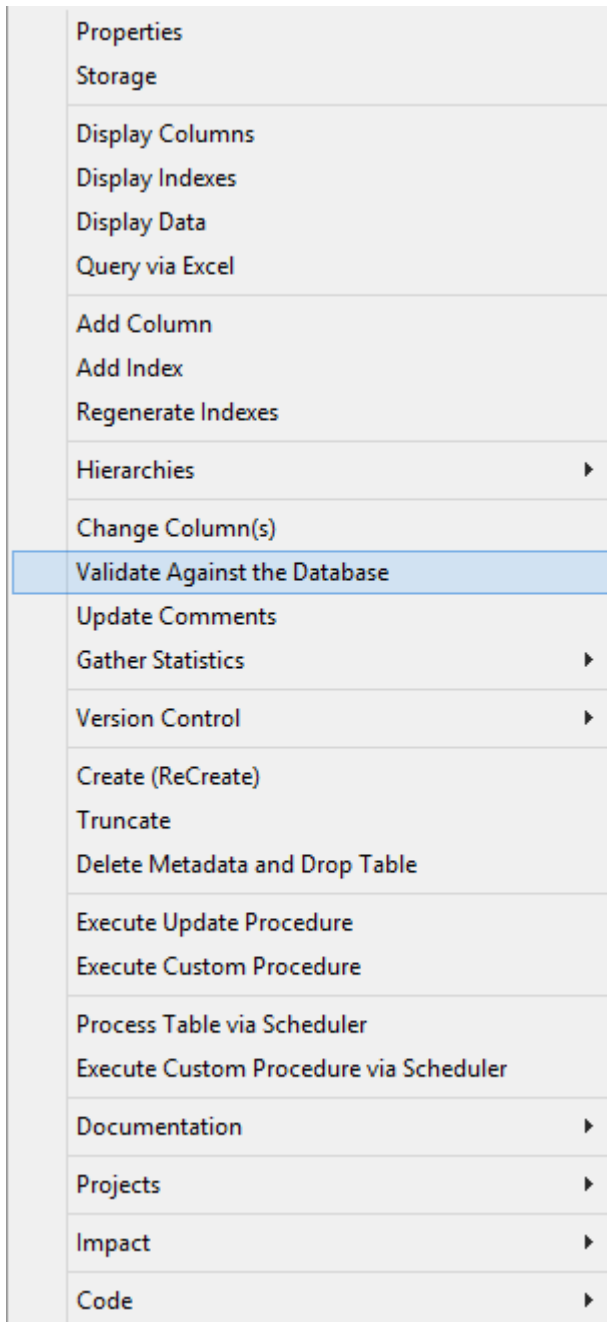 Properties
Storage
Display Columns
Display Indexes
Display Data
Query via Excel
Add Column
Add Index
Regenerate Indexes
Hierarchies
Change Column(s)
Validate Against the Database
Update Comments
Gather Statistics
Version Control
Create (ReCreate)
Truncate
Delete Metadata and Drop Table
Execute Update Procedure
Execute Custom Procedure
Process Table via Scheduler
Execute Custom Procedure via Scheduler
Documentation
Projects
Impact
Code